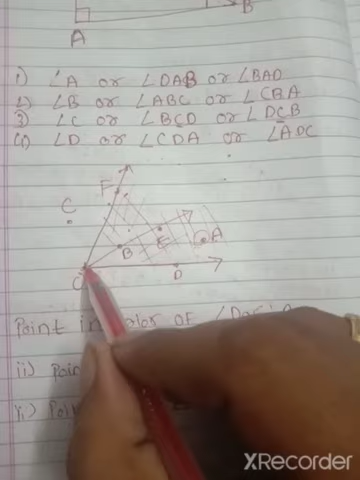 B
A
1) ∠A or ∠DAB or ∠BAD
2) ∠B or ∠ABC or ∠CBA
3) ∠C or ∠BCD or ∠DCB
∠D or ∠CDA or ∠ADC
F
C
A
B
E
D
O
Point in
OF
ii) Poin
XRecorder